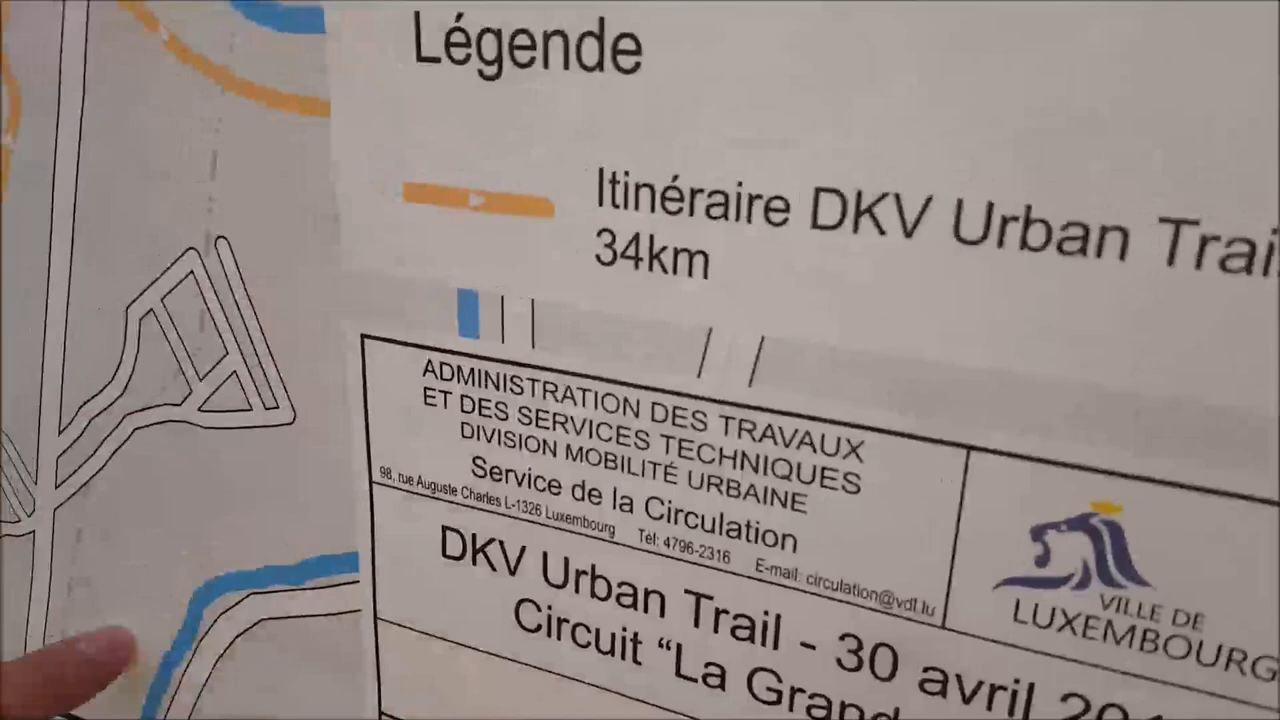 Légende
Itinéraire DKV Urban Trai
34km
ADMINISTRATION DES TRAVAUX
ET DES SERVICES TECHNIQUES
DIVISION MOBILITÉ URBAINE
Service de la Circulation
98, rue Auguste Charles L-1326 Luxembourg Tél: 4796-2316 E-mail: circulation@vdl.lu
VILLE DE
LUXEMBOURG
DKV Urban Trail - 30 avril
Circuit “La Grand